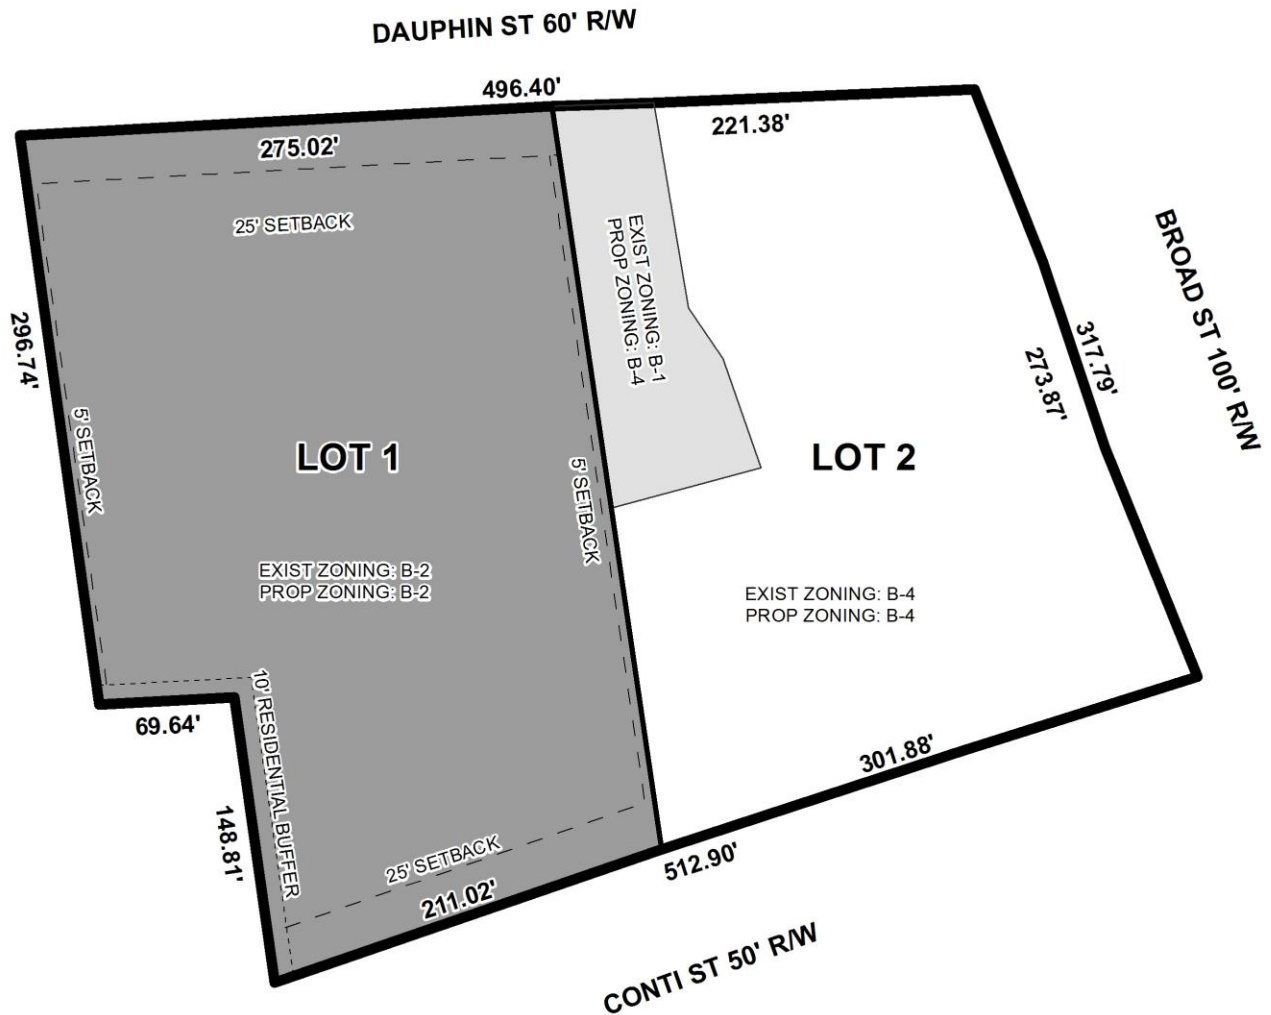 DAUPHIN ST 60' R/W
496.40'
275.02'
221.38'
25' SETBACK
EXIST ZONING: B-1
PROP ZONING: B-4
BROAD ST 100' R/W
296.74'
317.79'
273.87'
5' SETBACK
LOT 1
5' SETBACK
LOT 2
EXIST ZONING: B-2
PROP ZONING: B-2
EXIST ZONING: B-4
PROP ZONING: B-4
69.64'
10' RESIDENTIAL BUFFER
148.81'
301.88'
25' SETBACK
211.02'
512.90'
CONTI ST 50' R/W